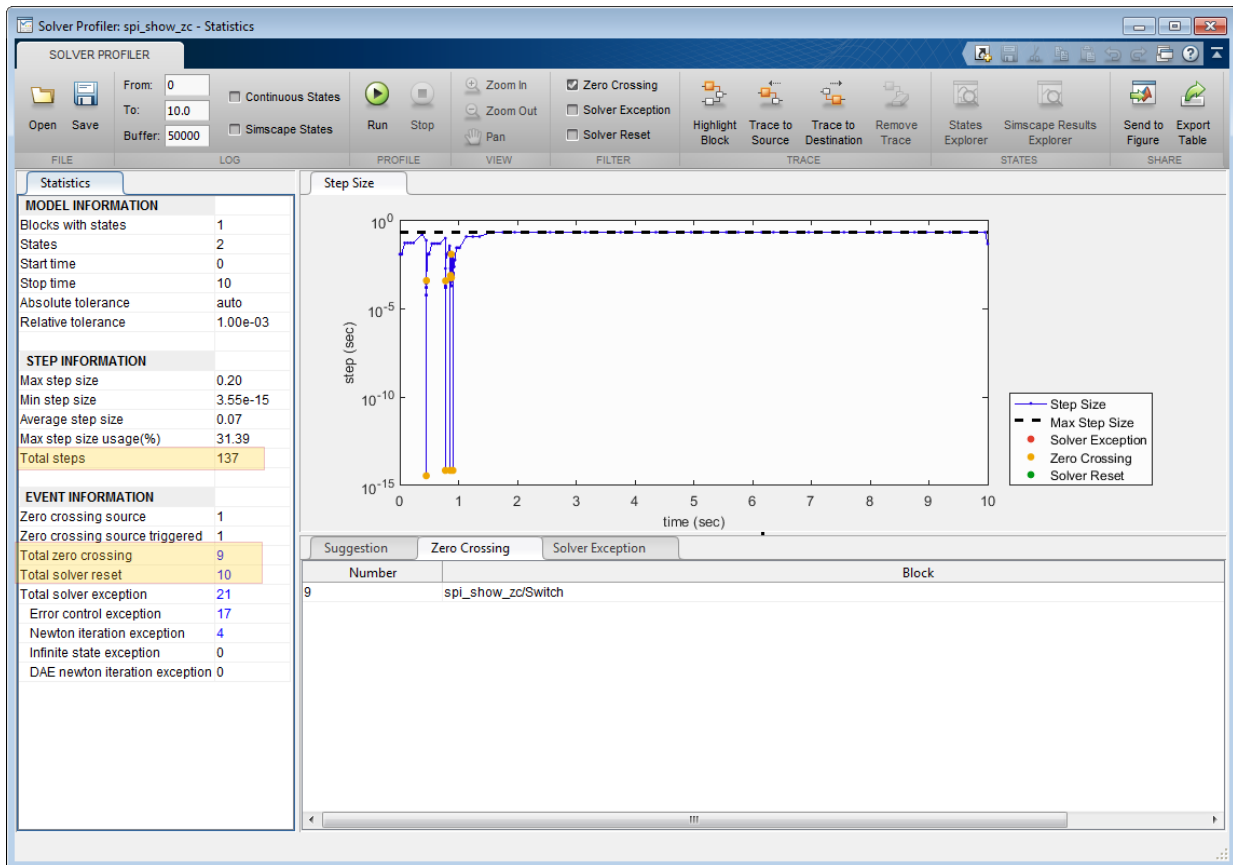 Solver Profiler: spi_show_zc - Statistics
SOLVER PROFILER
Open
Save
From: 0
To: 10.0
Buffer: 50000
Continuous States
Simscape States
Run
Stop
Zoom In
Zoom Out
Pan
Zero Crossing
Solver Exception
Solver Reset
Highlight Block
Trace to Source
Trace to Destination
Remove Trace
States Explorer
Simscape Results Explorer
Send to Figure
Export Table
FILE LOG PROFILE VIEW FILTER TRACE STATES SHARE
Statistics
MODEL INFORMATION
Blocks with states 1
States 2
Start time 0
Stop time 10
Absolute tolerance auto
Relative tolerance 1.00e-03
STEP INFORMATION
Max step size 0.20
Min step size 3.55e-15
Average step size 0.07
Max step size usage(%) 31.39
Total steps 137
EVENT INFORMATION
Zero crossing source 1
Zero crossing source triggered 1
Total zero crossing 9
Total solver reset 10
Total solver exception 21
Error control exception 17
Newton iteration exception 4
Infinite state exception 0
DAE newton iteration exception 0
Step Size
step (sec)
10^0
10^-5
10^-10
10^-15
0 1 2 3 4 5 6 7 8 9 10
time (sec)
Step Size
Max Step Size
Solver Exception
Zero Crossing
Solver Reset
Suggestion Zero Crossing Solver Exception
Number Block
9 spi_show_zc/Switch